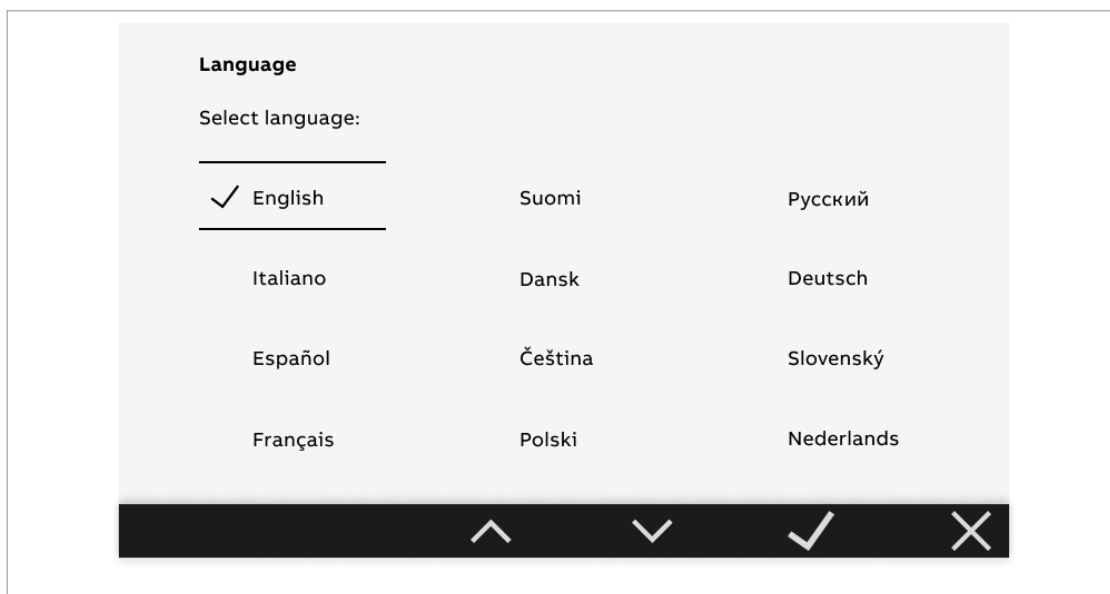 Language
Select language:
English Suomi Русский
Italiano Dansk Deutsch
Español Čeština Slovenský
Français Polski Nederlands